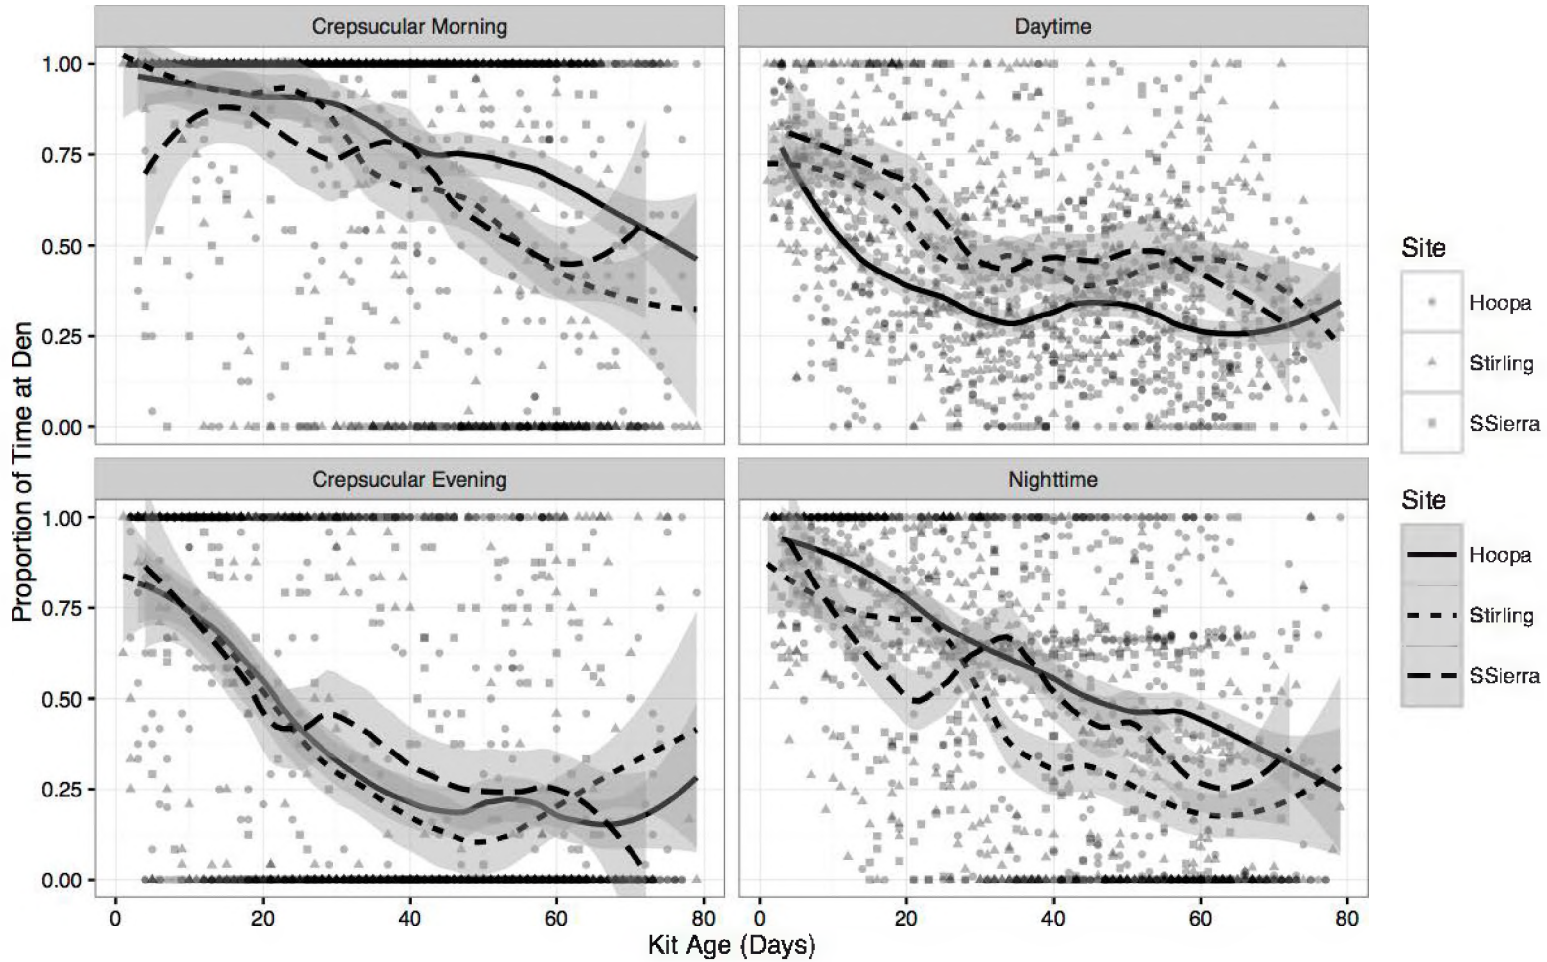 Crepsucular Morning
Daytime
1.00
0.75
0.50
0.25
0.00
Crepsucular Evening
Nighttime
1.00
0.75
0.50
0.25
0.00
0 20 40 60 80
0 20 40 60 80
Kit Age (Days)
Proportion of Time at Den
Site
Hoopa
Stirling
SSierra
Site
Hoopa
Stirling
SSierra